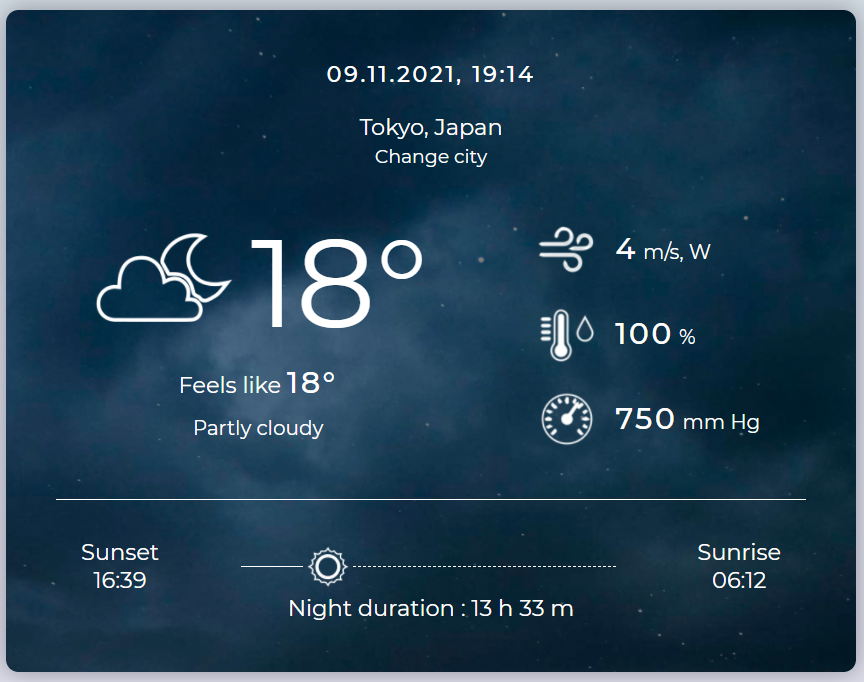 09.11.2021, 19:14
Tokyo, Japan
Change city
18°
Feels like 18°
Partly cloudy
4 m/s, W
100 %
750 mm Hg
Sunset
16:39
Sunrise
06:12
Night duration : 13 h 33 m